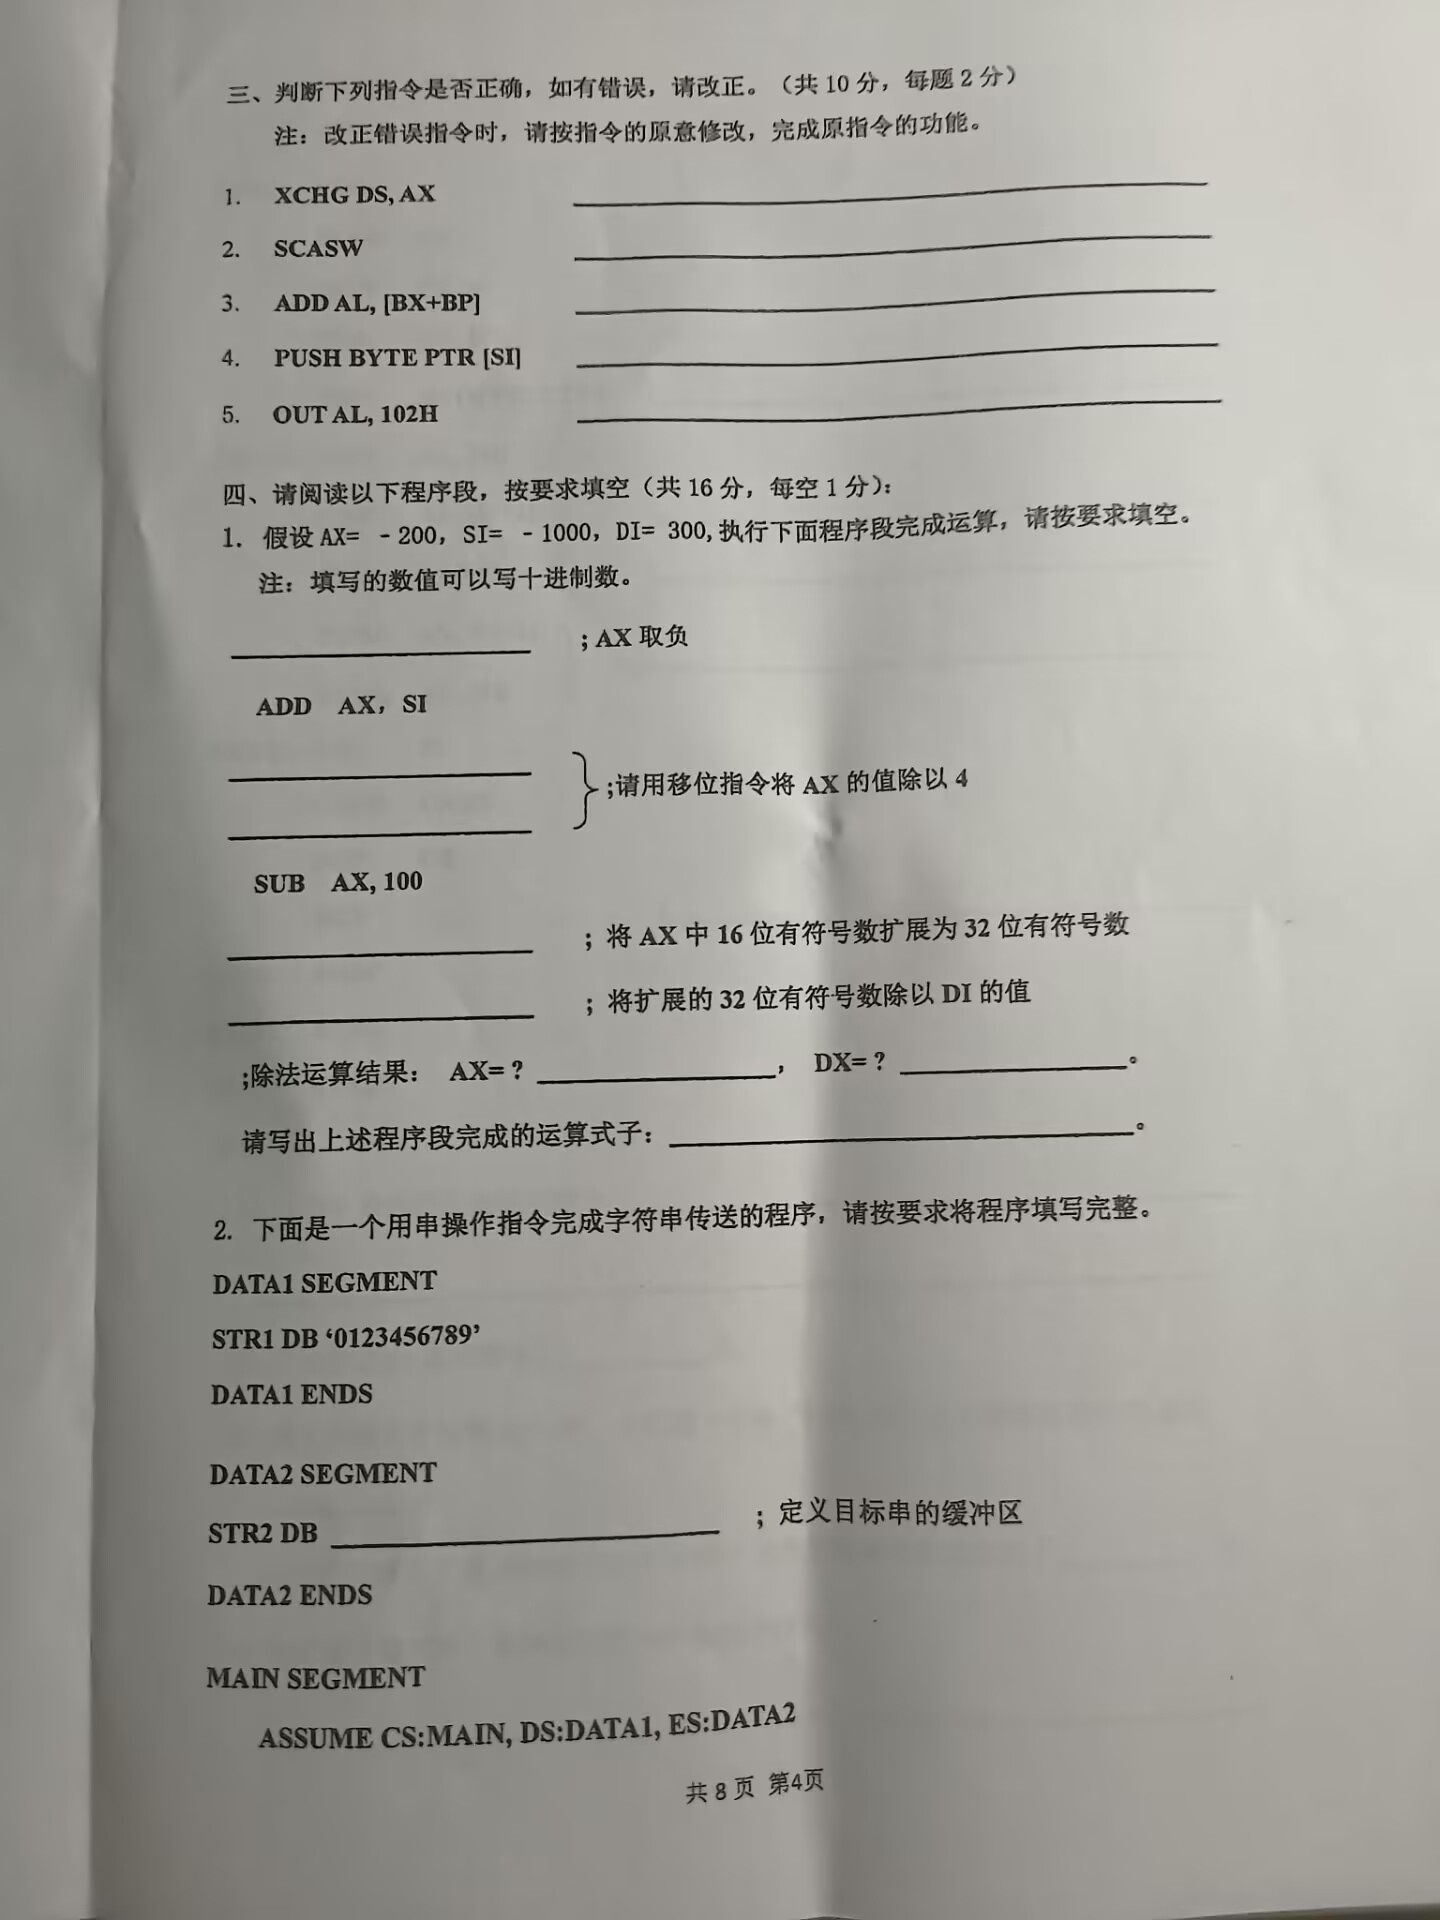 三、判断下列指令是否正确，如有错误，请改正。（共 10 分，每题 2 分）
注：改正错误指令时，请按指令的原意修改，完成原指令的功能。
1. XCHG DS, AX
2. SCASW
3. ADD AL, [BX+BP]
4. PUSH BYTE PTR [SI]
5. OUT AL, 102H
四、请阅读以下程序段，按要求填空（共 16 分，每空 1 分）：
1. 假设 AX= －200，SI= －1000，DI= 300,执行下面程序段完成运算，请按要求填空。
注：填写的数值可以写十进制数。
; AX 取负
ADD AX，SI
;请用移位指令将 AX 的值除以 4
SUB AX, 100
；将 AX 中 16 位有符号数扩展为 32 位有符号数
；将扩展的 32 位有符号数除以 DI 的值
;除法运算结果： AX=？ ， DX=？ 。
请写出上述程序段完成的运算式子： 。
2. 下面是一个用串操作指令完成字符串传送的程序，请按要求将程序填写完整。
DATA1 SEGMENT
STR1 DB ‘0123456789’
DATA1 ENDS
DATA2 SEGMENT
STR2 DB ；定义目标串的缓冲区
DATA2 ENDS
MAIN SEGMENT
ASSUME CS:MAIN, DS:DATA1, ES:DATA2
共 8 页 第4页